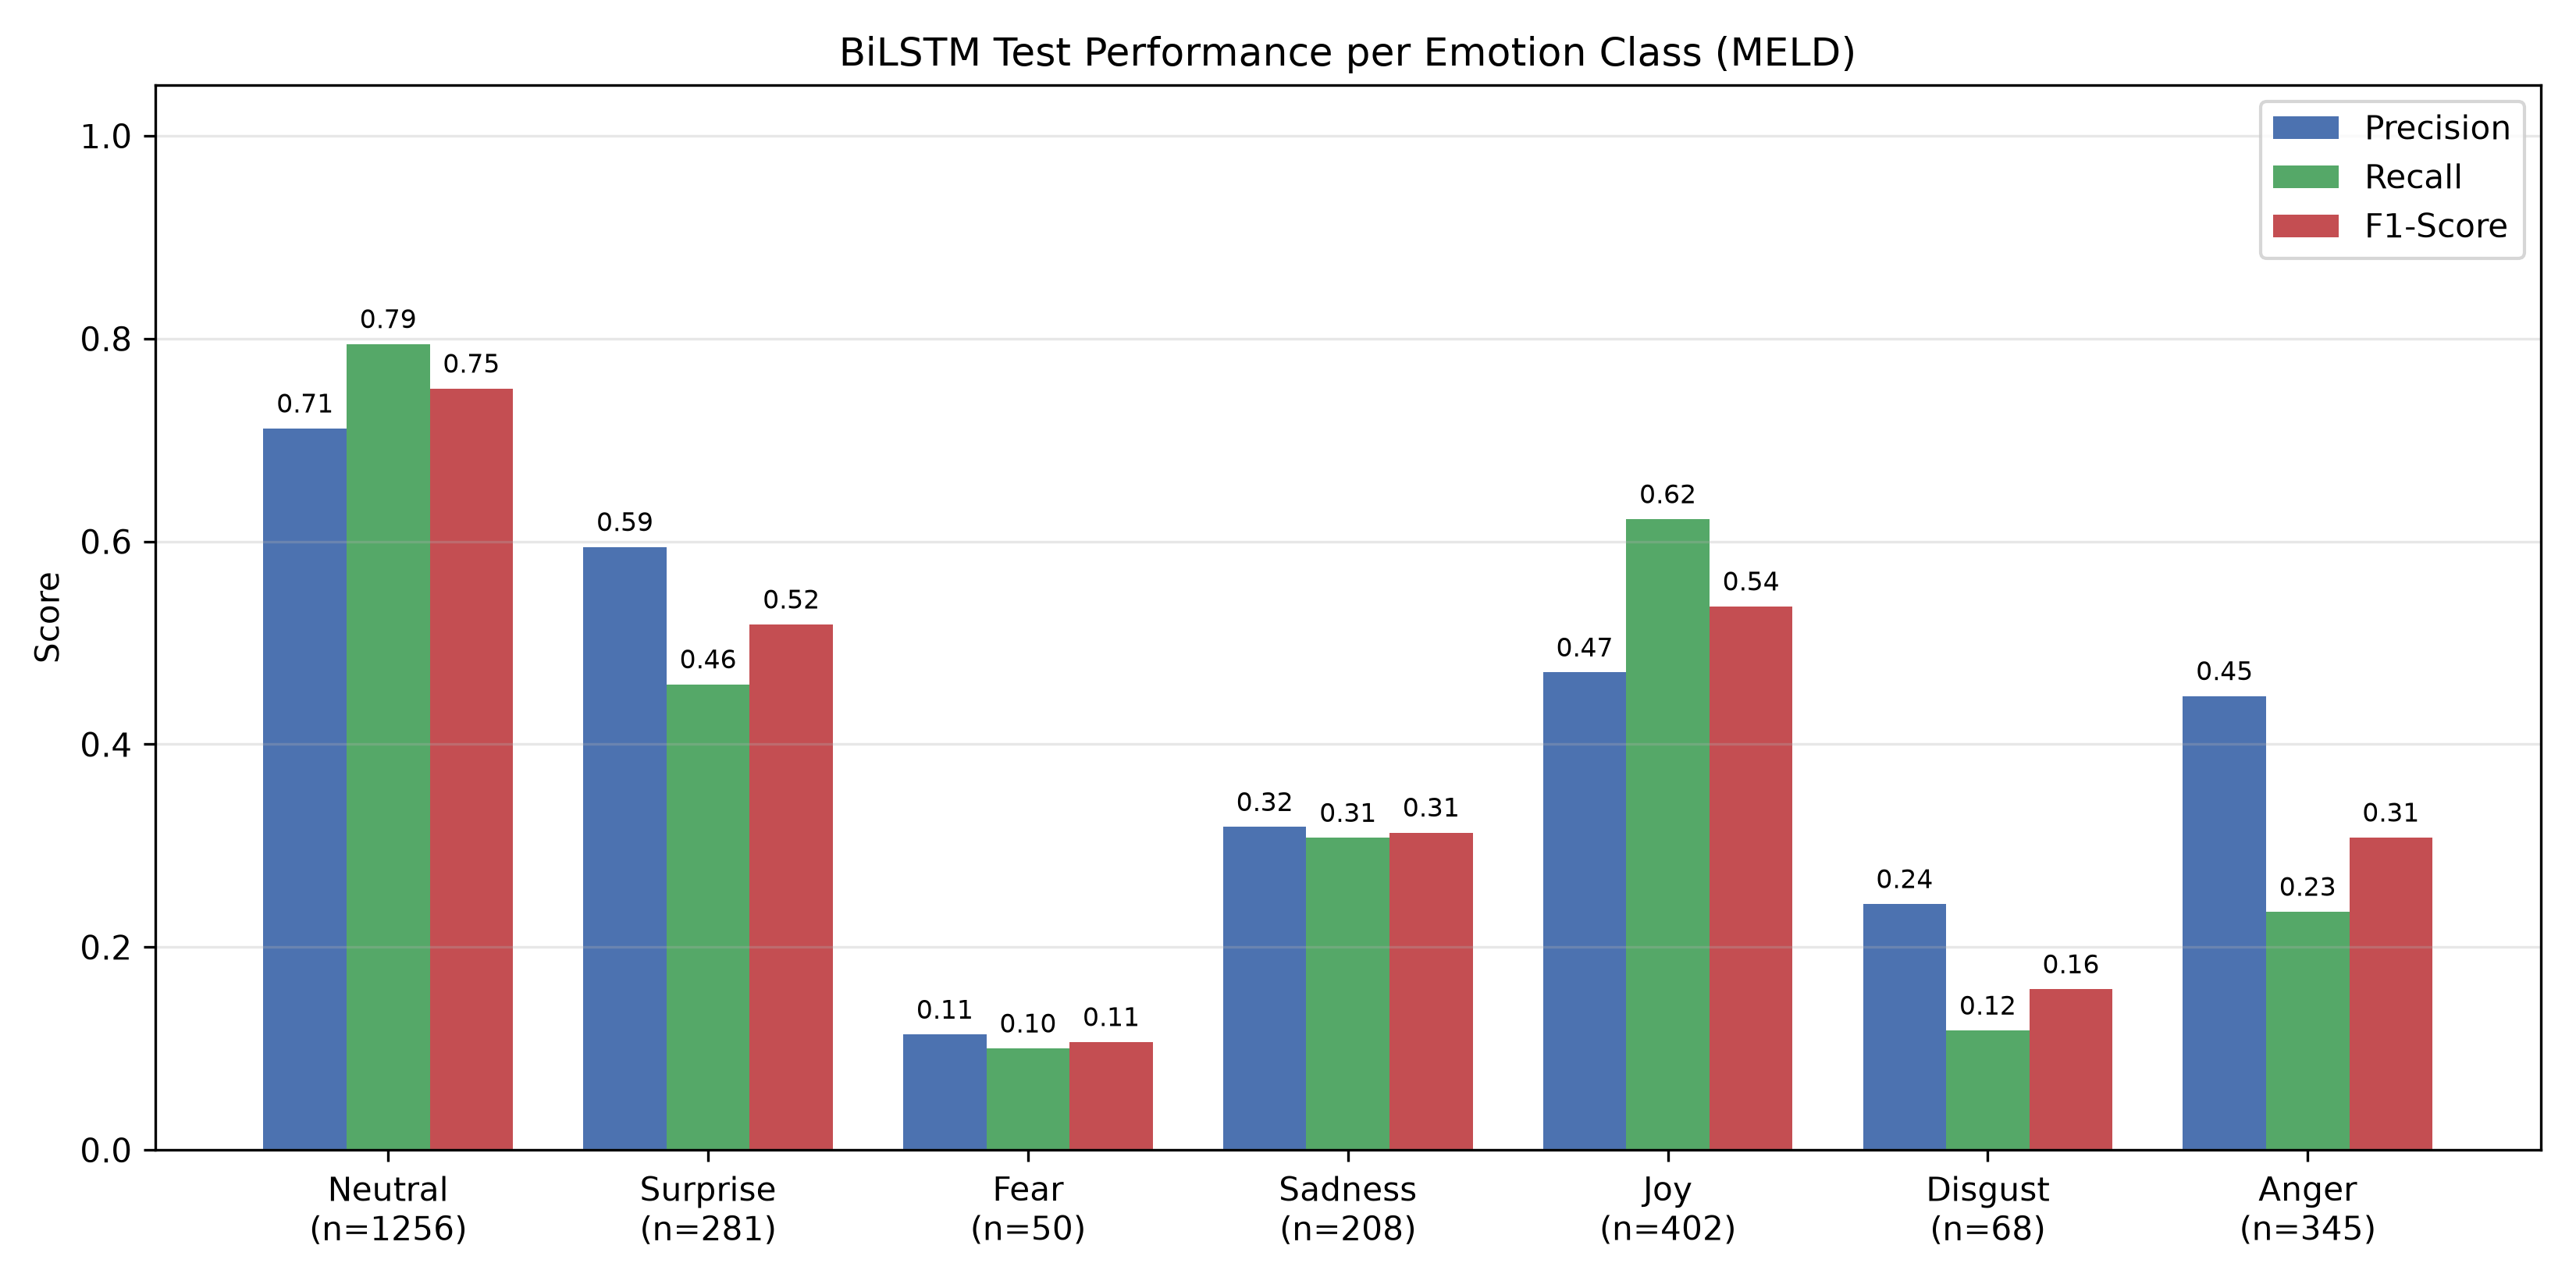 BiLSTM Test Performance per Emotion Class (MELD)
Precision
Recall
F1-Score
Score
1.0
0.8
0.6
0.4
0.2
0.0
0.71
0.79
0.75
0.59
0.46
0.52
0.11
0.10
0.11
0.32
0.31
0.31
0.47
0.62
0.54
0.24
0.12
0.16
0.45
0.23
0.31
Neutral
(n=1256)
Surprise
(n=281)
Fear
(n=50)
Sadness
(n=208)
Joy
(n=402)
Disgust
(n=68)
Anger
(n=345)